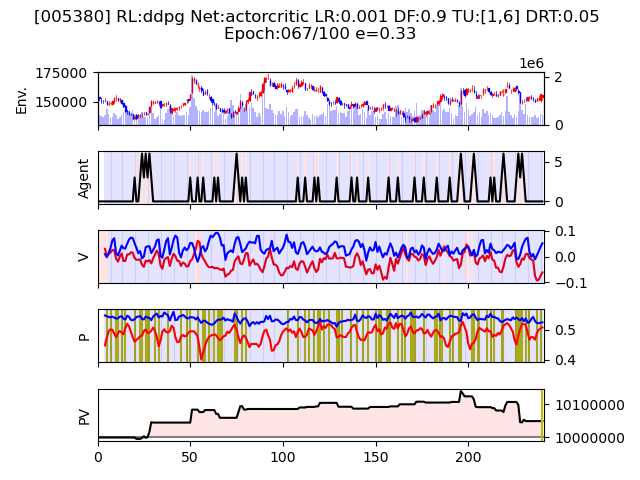 [005380] RL:ddpg Net:actorcritic LR:0.001 DF:0.9 TU:[1,6] DRT:0.05
Epoch:067/100 e=0.33
1e6
175000
150000
Env.
2
0
Agent
5
0
V
0.1
0.0
−0.1
P
0.5
0.4
PV
10100000
10000000
0
50
100
150
200